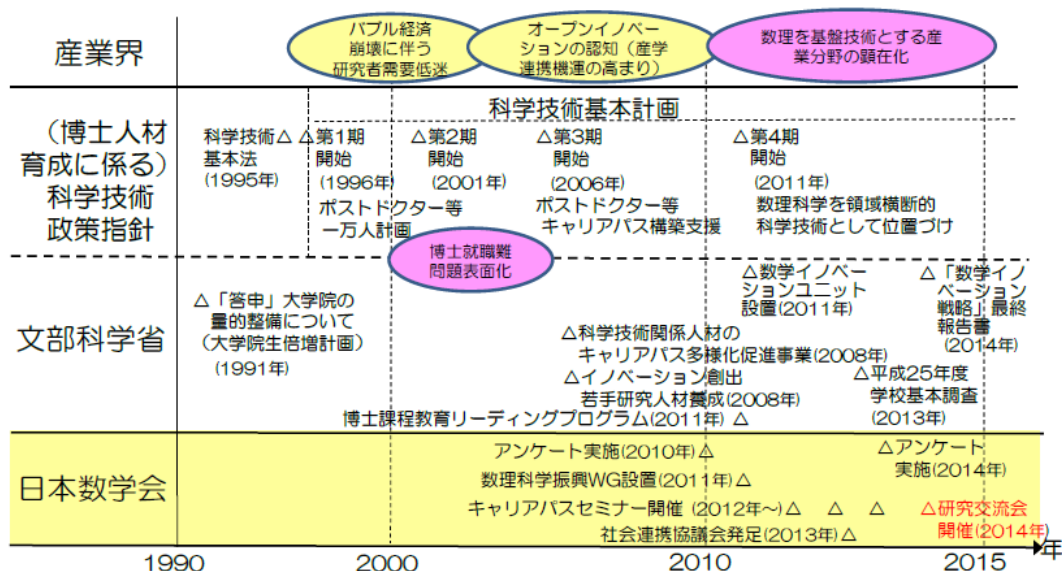 産業界
バブル経済
崩壊に伴う
研究者需要低迷
オープンイノベー
ションの認知（産学
連携機運の高まり）
数理を基盤技術とする産
業分野の顕在化
（博士人材
育成に係る）
科学技術
政策指針
科学技術基本計画
科学技術△
基本法
(1995年)
△第1期
開始
(1996年)
ポストドクター等
一万人計画
△第2期
開始
(2001年)
△第3期
開始
(2006年)
ポストドクター等
キャリアパス構築支援
△第4期
開始
(2011年)
数理科学を領域横断的
科学技術として位置づけ
博士就職難
問題表面化
文部科学省
△「答申」大学院の
量的整備について
（大学院生倍増計画）
(1991年)
△数学イノベー
ションユニット
設置(2011年)
△「数学イノ
ベーション
戦略」最終
報告書
(2014年)
△科学技術関係人材の
キャリアパス多様化促進事業(2008年)
△イノベーション創出
若手研究人材養成(2008年)
△平成25年度
学校基本調査
(2013年)
博士課程教育リーディングプログラム(2011年) △
日本数学会
アンケート実施(2010年) △
△アンケート
実施(2014年)
数理科学振興WG設置(2011年) △
キャリアパスセミナー開催 (2012年～) △ △ △
△研究交流会
開催(2014年)
社会連携協議会発足(2013年) △
1990 2000 2010 2015 年